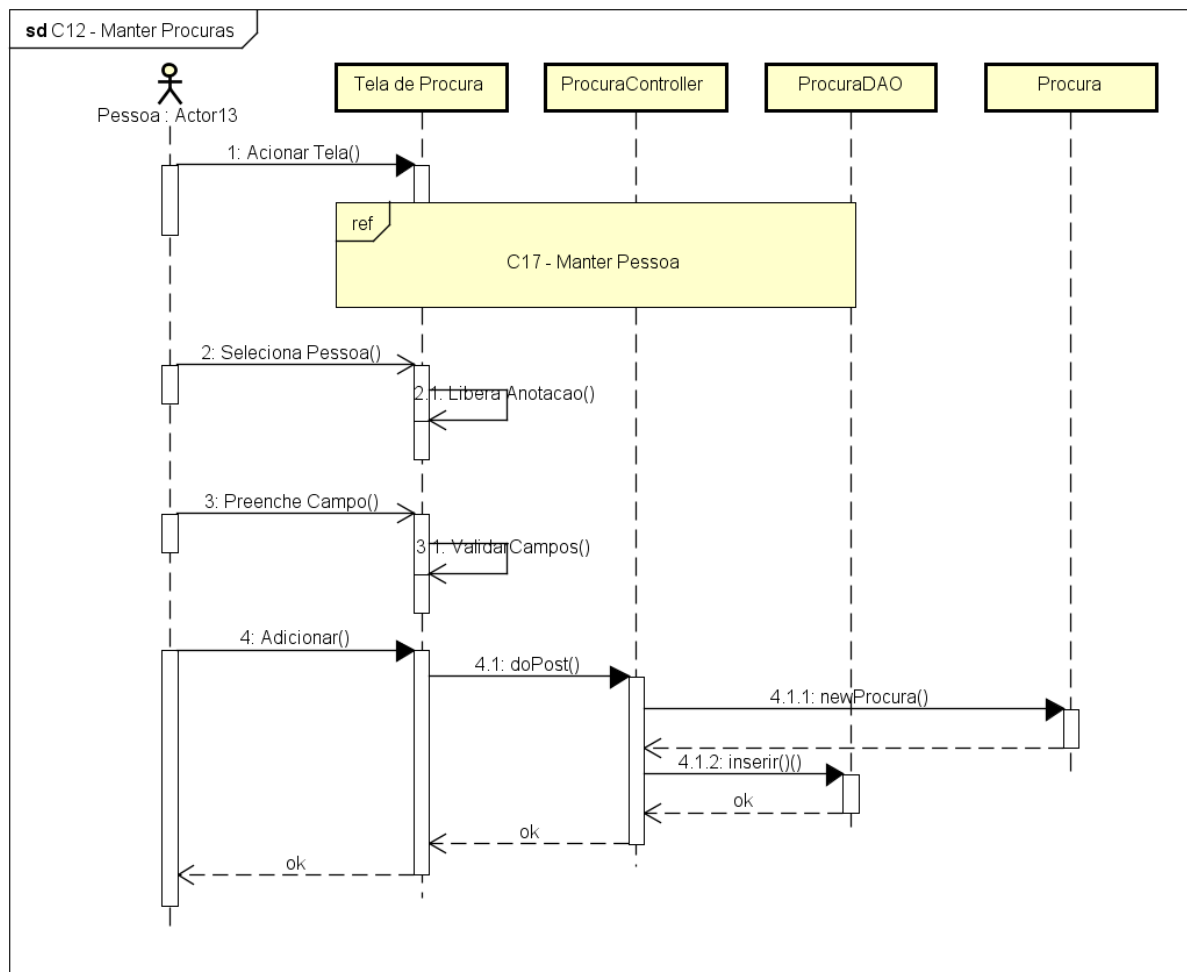 sd C12 - Manter Procuras
Pessoa : Actor13
Tela de Procura
ProcuraController
ProcuraDAO
Procura
1: Acionar Tela()
ref
C17 - Manter Pessoa
2: Seleciona Pessoa()
2.1: Libera Anotacao()
3: Preenche Campo()
3.1: ValidarCampos()
4: Adicionar()
4.1: doPost()
4.1.1: newProcura()
4.1.2: inserir()()
ok
ok
ok